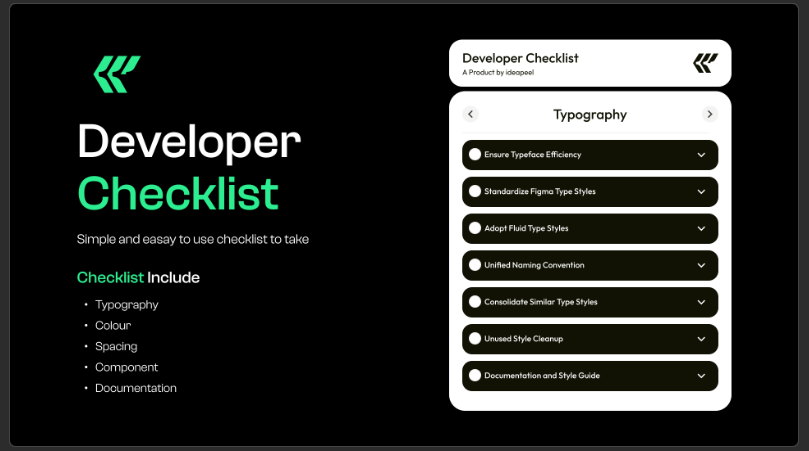 Developer
Checklist
Simple and easay to use checklist to take
Checklist Include
• Typography
• Colour
• Spacing
• Component
• Documentation
Developer Checklist
A Product by ideapeel
Typography
Ensure Typeface Efficiency
Standardize Figma Type Styles
Adopt Fluid Type Styles
Unified Naming Convention
Consolidate Similar Type Styles
Unused Style Cleanup
Documentation and Style Guide